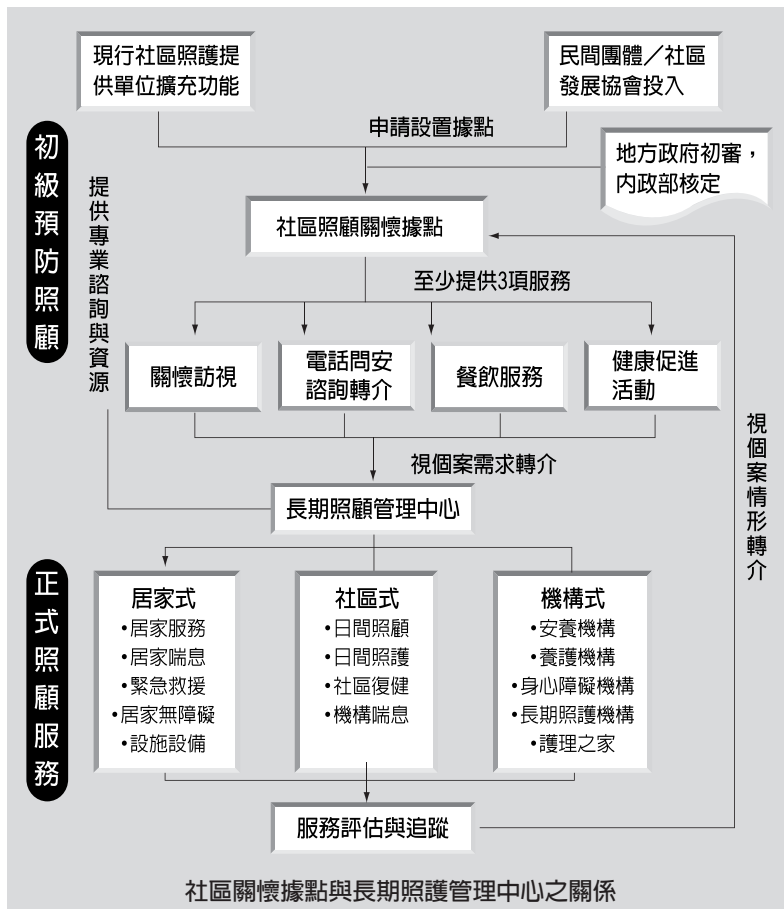 現行社區照護提
供單位擴充功能
民間團體／社區
發展協會投入
申請設置據點
地方政府初審，
內政部核定
初級預防照顧
提供專業諮詢與資源
社區照顧關懷據點
至少提供3項服務
關懷訪視
電話問安
諮詢轉介
餐飲服務
健康促進
活動
視個案需求轉介
視個案情形轉介
長期照顧管理中心
正式照顧服務
居家式
•居家服務
•居家喘息
•緊急救援
•居家無障礙
•設施設備
社區式
•日間照顧
•日間照護
•社區復健
•機構喘息
機構式
•安養機構
•養護機構
•身心障礙機構
•長期照護機構
•護理之家
服務評估與追蹤
社區關懷據點與長期照護管理中心之關係